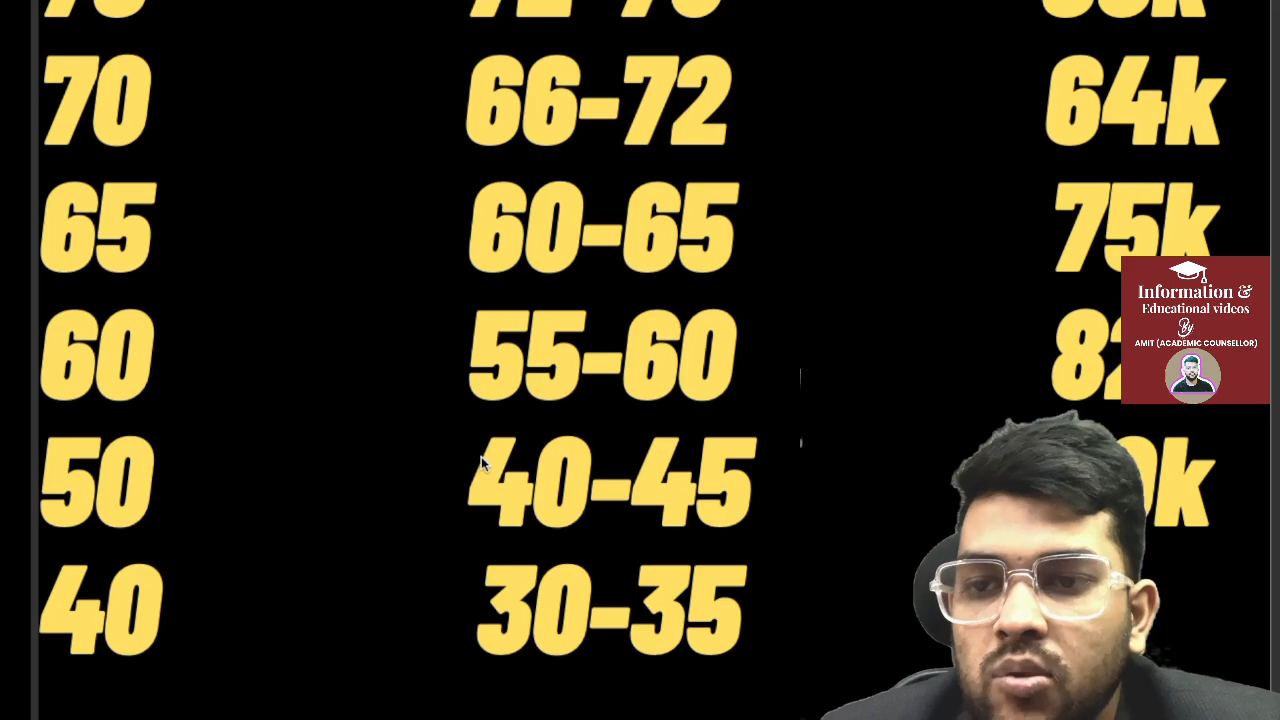 70 66-72 64k
65 60-65 75k
60 55-60
50 40-45
40 30-35
Information &
Educational videos
By
AMIT (ACADEMIC COUNSELLOR)